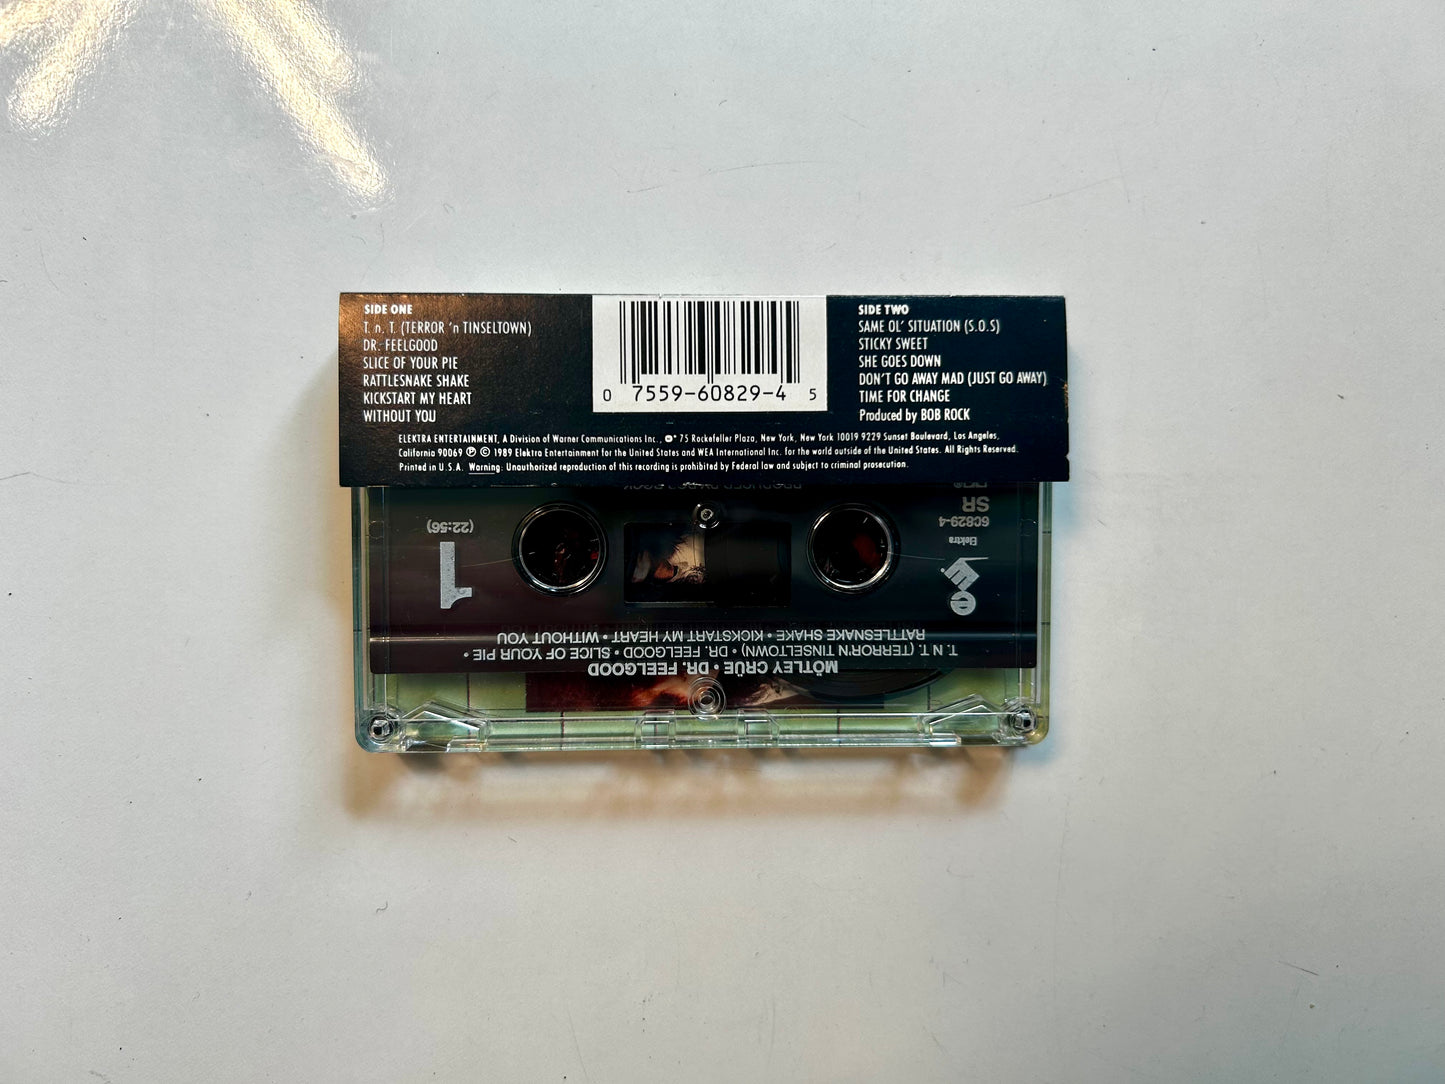 SIDE ONE
T. n. T. (TERROR 'n TINSELTOWN)
DR. FEELGOOD
SLICE OF YOUR PIE
RATTLESNAKE SHAKE
KICKSTART MY HEART
WITHOUT YOU
0 7559-60829-4 5
SIDE TWO
SAME OL' SITUATION (S.O.S)
STICKY SWEET
SHE GOES DOWN
DON'T GO AWAY MAD (JUST GO AWAY)
TIME FOR CHANGE
Produced by BOB ROCK
ELEKTRA ENTERTAINMENT, A Division of Warner Communications Inc., 75 Rockefeller Plaza, New York, New York 10019 9229 Sunset Boulevard, Los Angeles,
California 90069 ℗ © 1989 Elektra Entertainment for the United States and WEA International Inc. for the world outside of the United States. All Rights Reserved.
Printed in U.S.A. Warning: Unauthorized reproduction of this recording is prohibited by Federal law and subject to criminal prosecution.
MÖTLEY CRÜE • DR. FEELGOOD
T. N T. (TERROR'N TINSELTOWN) • DR. FEELGOOD • SLICE OF YOUR PIE •
RATTLESNAKE SHAKE • KICKSTART MY HEART • WITHOUT YOU
Elektra
60829-4
SR
1
(22:56)
PRODUCED BY BOB ROCK